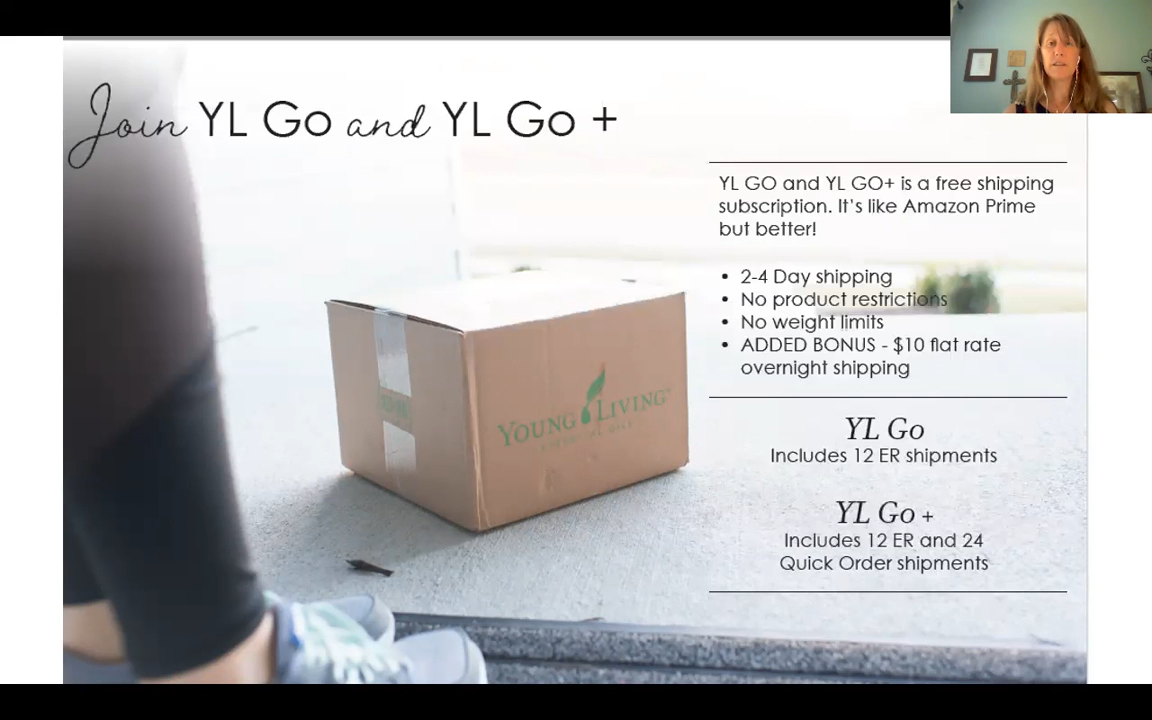 Join YL Go and YL Go +
YL GO and YL GO+ is a free shipping
subscription. It's like Amazon Prime
but better!
• 2-4 Day shipping
• No product restrictions
• No weight limits
• ADDED BONUS - $10 flat rate
overnight shipping
YL Go
Includes 12 ER shipments
YL Go +
Includes 12 ER and 24
Quick Order shipments
YOUNG LIVING
ESSENTIAL OILS